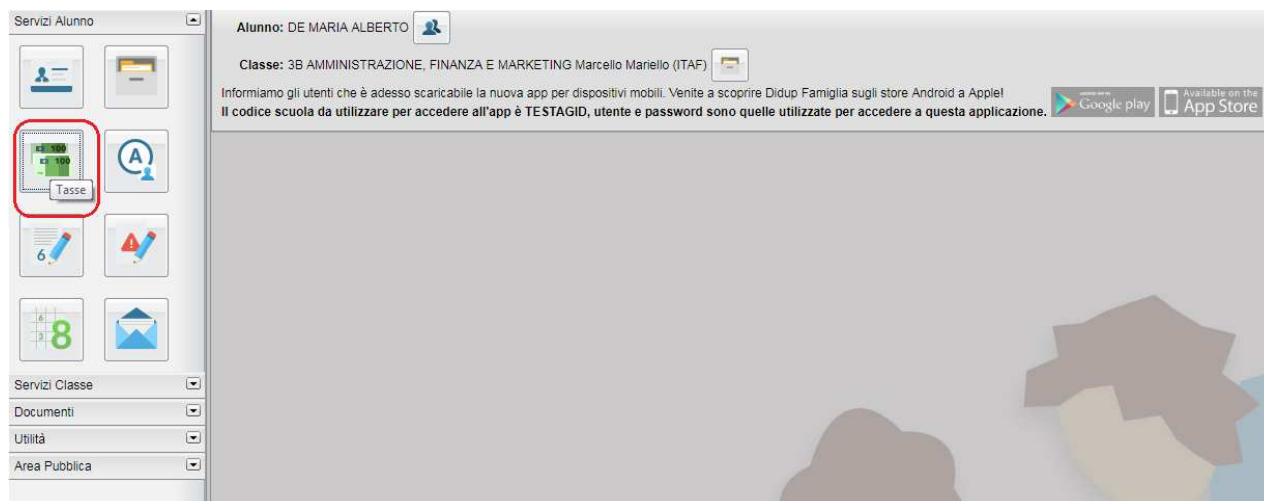 Servizi Alunno
Tasse
Servizi Classe
Documenti
Utilità
Area Pubblica
Alunno: DE MARIA ALBERTO
Classe: 3B AMMINISTRAZIONE, FINANZA E MARKETING Marcello Mariello (ITAF)
Informiamo gli utenti che è adesso scaricabile la nuova app per dispositivi mobili. Venite a scoprire Didup Famiglia sugli store Android a Apple!
Il codice scuola da utilizzare per accedere all'app è TESTAGID, utente e password sono quelle utilizzate per accedere a questa applicazione.
Google play
Available on the
App Store
100
100
A
6
8